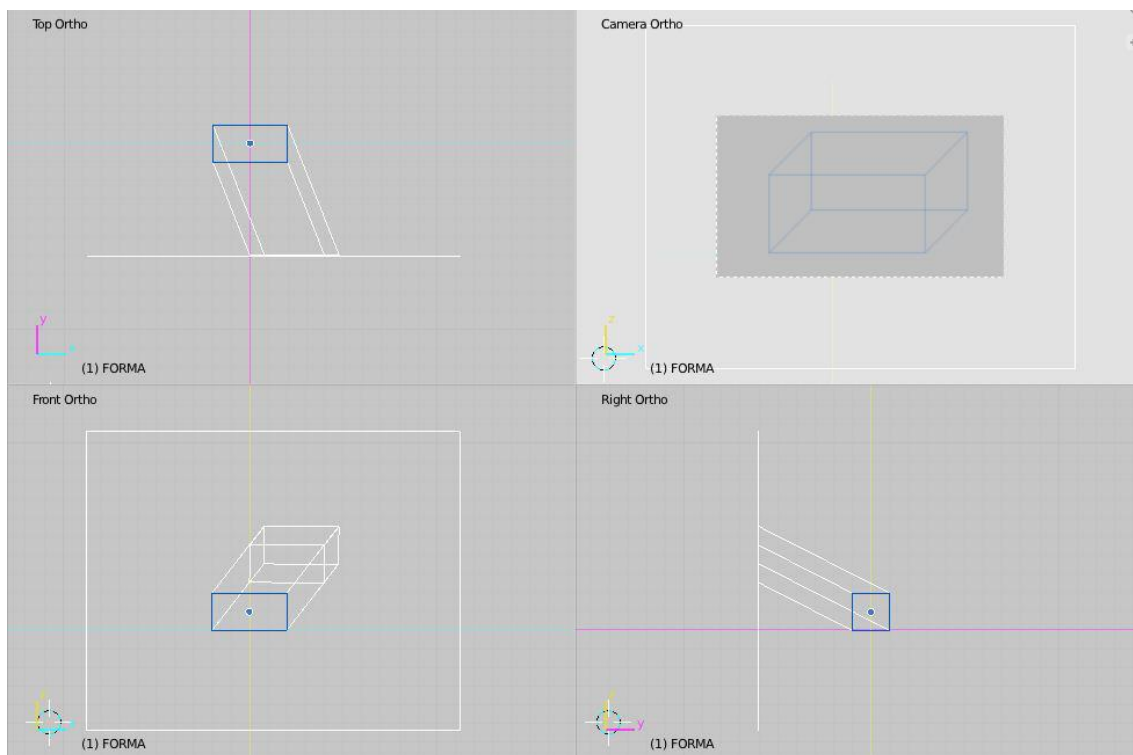 Top Ortho
y
x
(1) FORMA
Camera Ortho
z
x
(1) FORMA
Front Ortho
z
x
(1) FORMA
Right Ortho
z
y
(1) FORMA